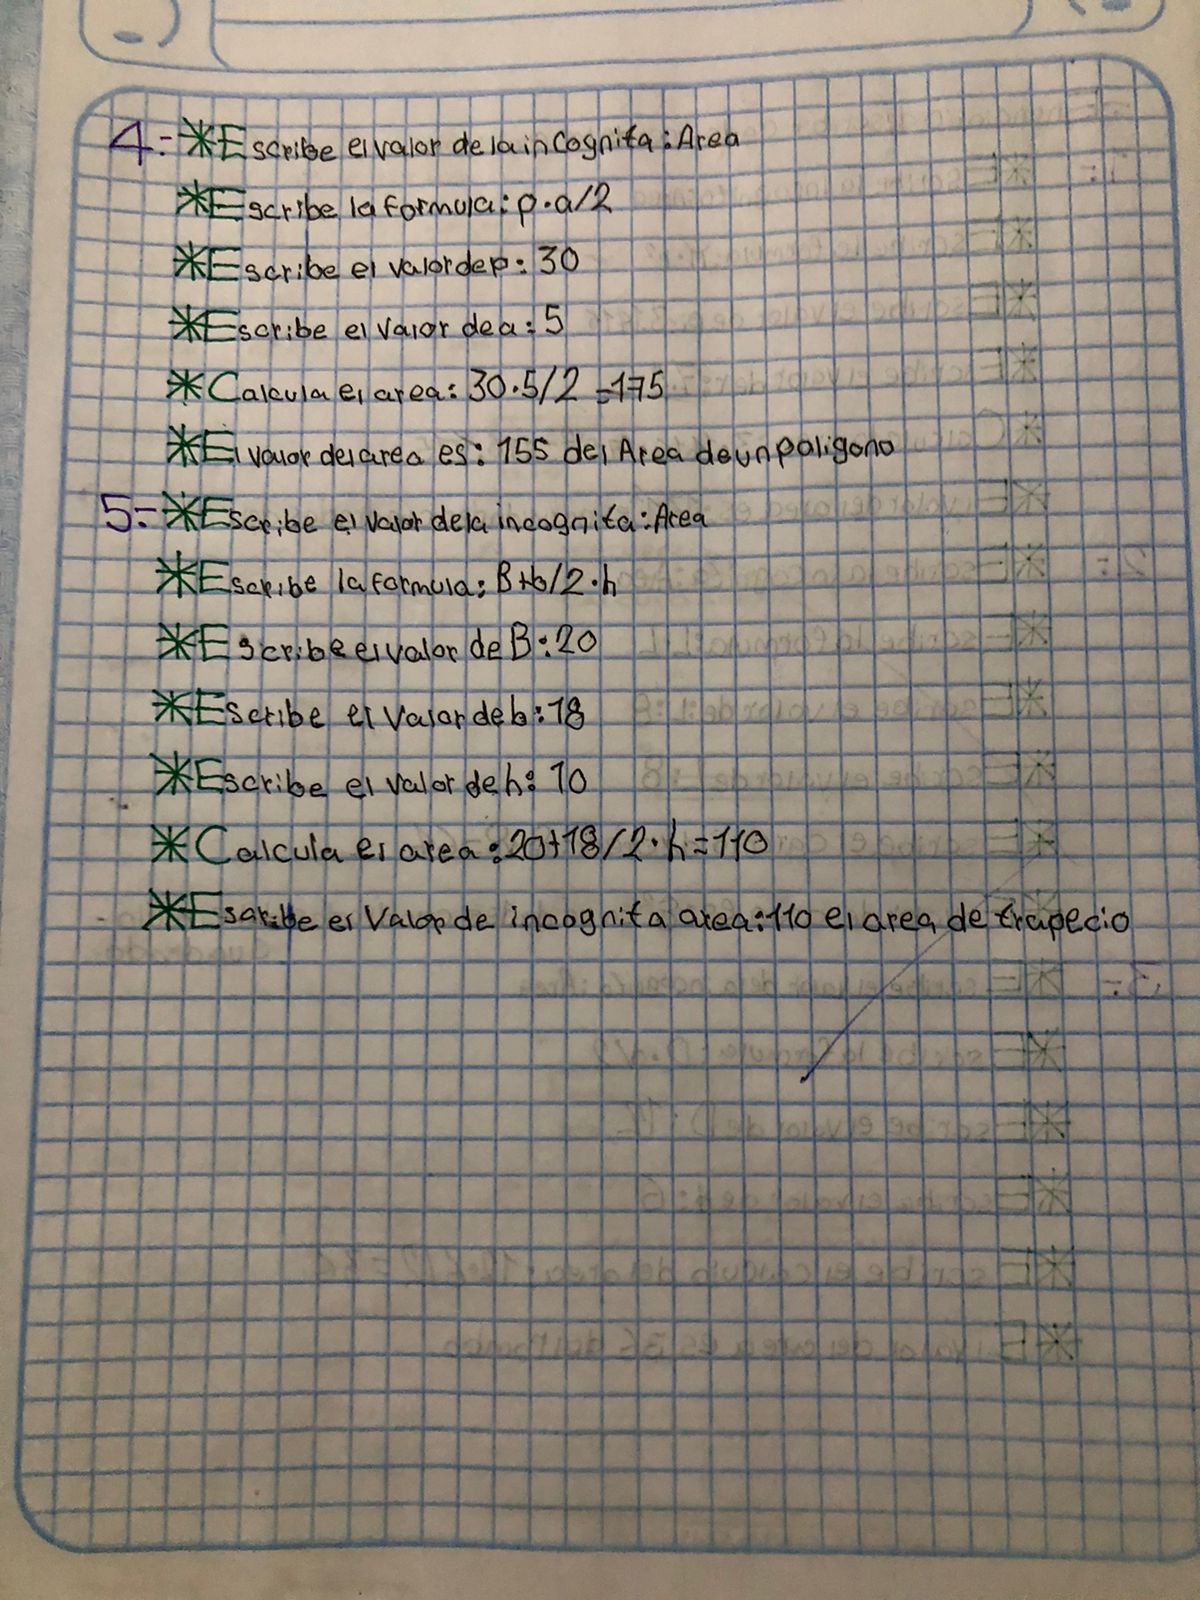 4.- *Escribe el valor de la incognita: Area
*Escribe la formula: p·a/2
*Escribe el valor de p: 30
*Escribe el valor de a: 5
*Calcula el area: 30·5/2 =175
*El valor del area es: 155 del Area de un poligono
5.- *Escribe el valor de la incognita: Area
*Escribe la formula: B+b/2·h
*Escribe el valor de B: 20
*Escribe el valor de b: 18
*Escribe el valor de h: 10
*Calcula el area: 20+18/2·h=110
*Escribe el Valor de incognita area: 110 el area de trapecio